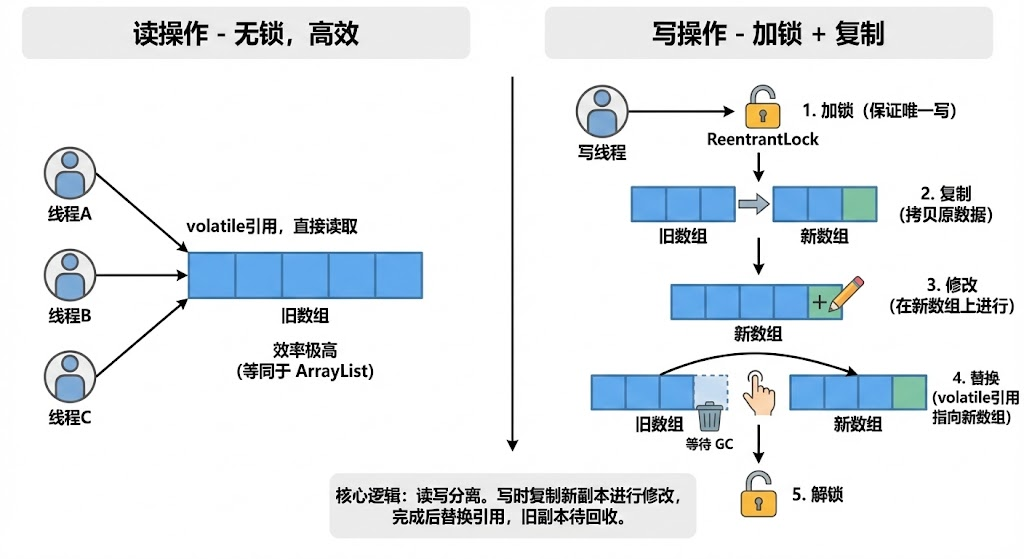 读操作 - 无锁，高效
线程A
线程B
线程C
volatile引用，直接读取
旧数组
效率极高
（等同于 ArrayList）
写操作 - 加锁 + 复制
写线程
ReentrantLock
1. 加锁（保证唯一写）
旧数组
新数组
2. 复制
（拷贝原数据）
+
新数组
3. 修改
（在新数组上进行）
旧数组
等待 GC
新数组
4. 替换
（volatile引用
指向新数组）
5. 解锁
核心逻辑：读写分离。写时复制新副本进行修改，
完成后替换引用，旧副本待回收。